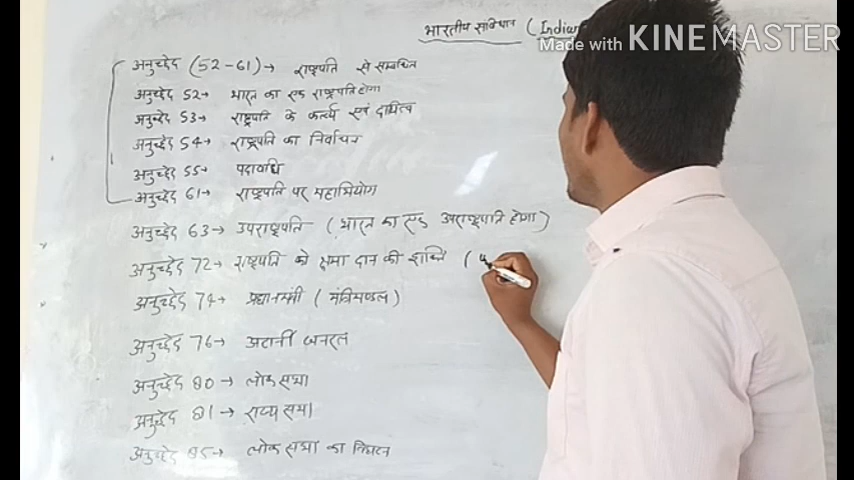 भारतीय संविधान (Indian
Made with KINEMASTER
अनुच्छेद (52-61)→ राष्ट्रपति से सम्बंधित
अनुच्छेद 52→ भारत का एक राष्ट्रपति होगा
अनुच्छेद 53→ राष्ट्रपति के कर्तव्य एवं दायित्व
अनुच्छेद 54→ राष्ट्रपति का निर्वाचन
अनुच्छेद 55→ पदावधि
अनुच्छेद 61→ राष्ट्रपति पर महाभियोग
अनुच्छेद 63→ उपराष्ट्रपति (भारत का एक उपराष्ट्रपति होगा)
अनुच्छेद 72→ राष्ट्रपति को क्षमा दान की शक्ति (
अनुच्छेद 74→ प्रधानमंत्री (मंत्रिमण्डल)
अनुच्छेद 76→ अटार्नी जनरल
अनुच्छेद 80→ लोक सभा
अनुच्छेद 81→ राज्य सभा
अनुच्छेद 85→ लोक सभा का विघटन